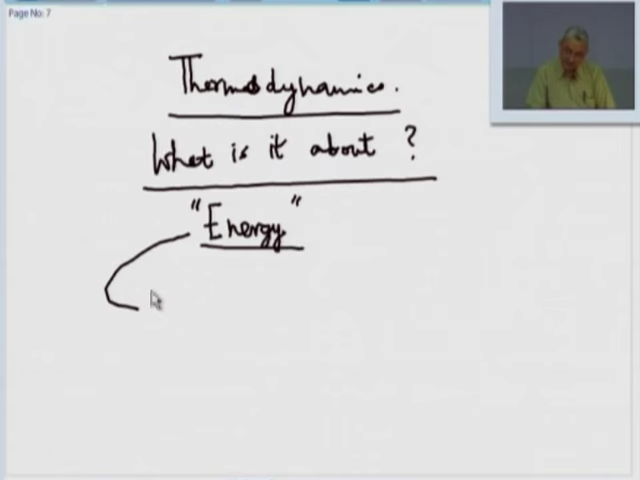 Page No: 7
Thermodynamics.
What is it about ?
"Energy"